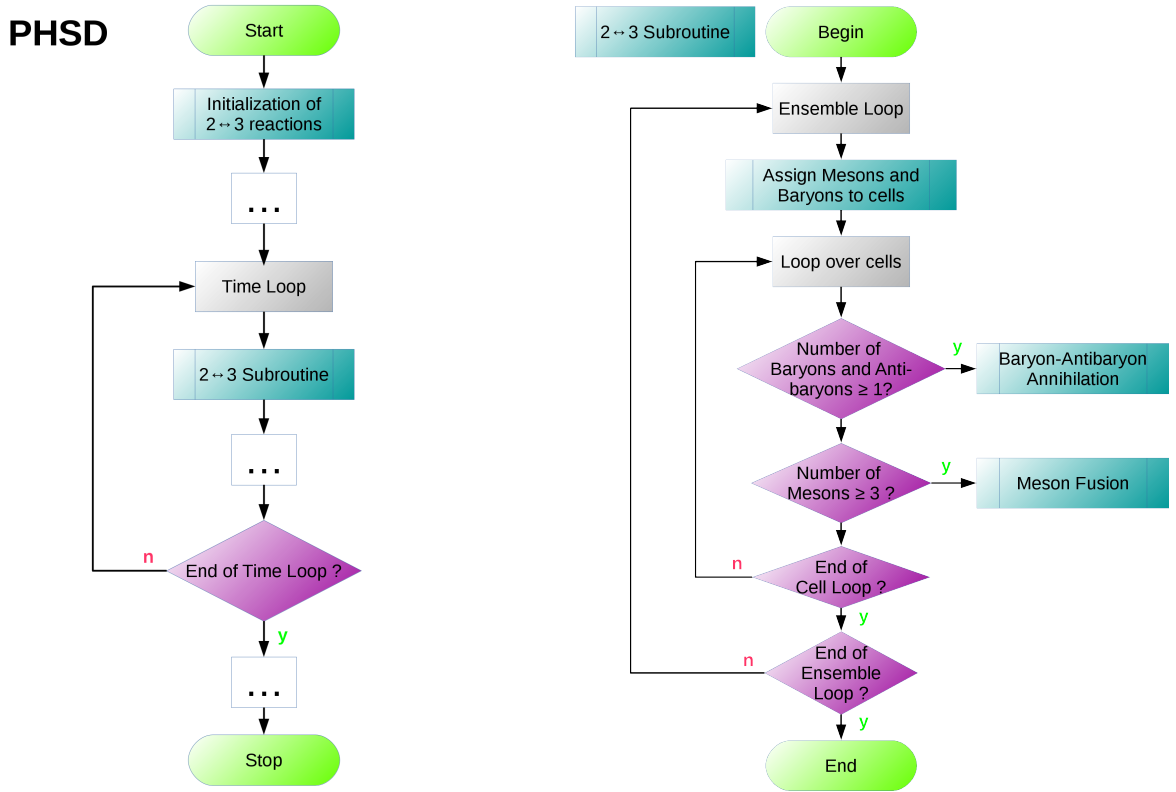 PHSD
Start
Initialization of
2↔3 reactions
...
Time Loop
2↔3 Subroutine
...
End of Time Loop ?
n
y
...
Stop
2↔3 Subroutine
Begin
Ensemble Loop
Assign Mesons and
Baryons to cells
Loop over cells
Number of
Baryons and Anti-
baryons ≥ 1?
y
Baryon-Antibaryon
Annihilation
Number of
Mesons ≥ 3 ?
y
Meson Fusion
End of
Cell Loop ?
n
y
End of
Ensemble
Loop ?
n
y
End